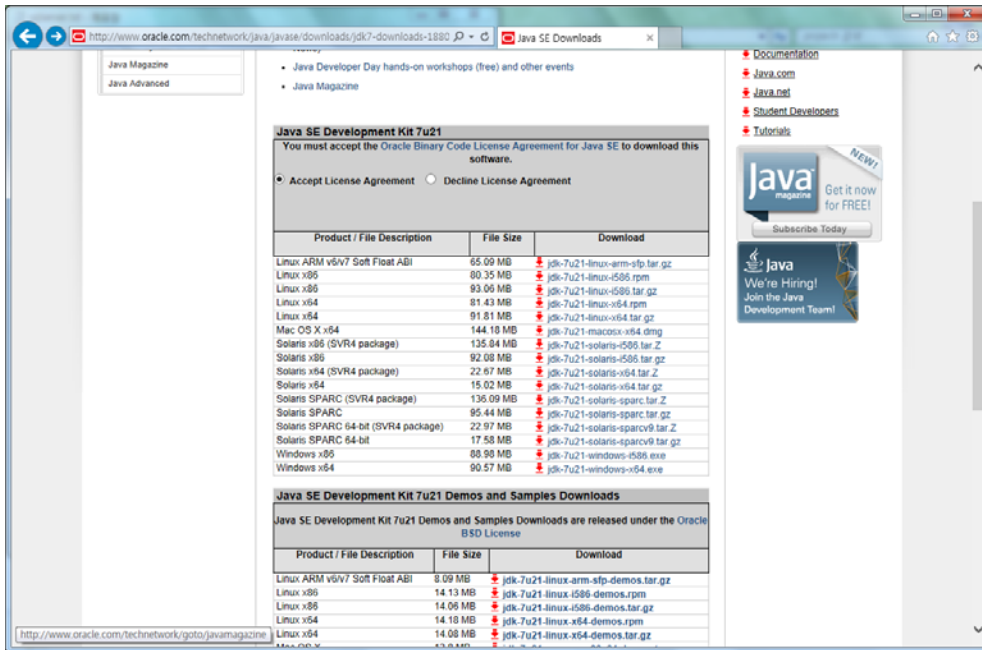 http://www.oracle.com/technetwork/java/javase/downloads/jdk7-downloads-1880
Java SE Downloads
Java Magazine
Java Advanced
Java Developer Day hands-on workshops (free) and other events
Java Magazine
Java SE Development Kit 7u21
You must accept the Oracle Binary Code License Agreement for Java SE to download this
software.
Accept License Agreement Decline License Agreement
Product / File Description File Size Download
Linux ARM v6/v7 Soft Float ABI 65.09 MB jdk-7u21-linux-arm-sfp.tar.gz
Linux x86 80.35 MB jdk-7u21-linux-i586.rpm
Linux x86 93.06 MB jdk-7u21-linux-i586.tar.gz
Linux x64 81.43 MB jdk-7u21-linux-x64.rpm
Linux x64 91.81 MB jdk-7u21-linux-x64.tar.gz
Mac OS X x64 144.18 MB jdk-7u21-macosx-x64.dmg
Solaris x86 (SVR4 package) 135.84 MB jdk-7u21-solaris-i586.tar.Z
Solaris x86 92.08 MB jdk-7u21-solaris-i586.tar.gz
Solaris x64 (SVR4 package) 22.67 MB jdk-7u21-solaris-x64.tar.Z
Solaris x64 15.02 MB jdk-7u21-solaris-x64.tar.gz
Solaris SPARC (SVR4 package) 136.09 MB jdk-7u21-solaris-sparc.tar.Z
Solaris SPARC 95.44 MB jdk-7u21-solaris-sparc.tar.gz
Solaris SPARC 64-bit (SVR4 package) 22.97 MB jdk-7u21-solaris-sparcv9.tar.Z
Solaris SPARC 64-bit 17.58 MB jdk-7u21-solaris-sparcv9.tar.gz
Windows x86 88.98 MB jdk-7u21-windows-i586.exe
Windows x64 90.57 MB jdk-7u21-windows-x64.exe
Java SE Development Kit 7u21 Demos and Samples Downloads
Java SE Development Kit 7u21 Demos and Samples Downloads are released under the Oracle
BSD License
Product / File Description File Size Download
Linux ARM v6/v7 Soft Float ABI 8.09 MB jdk-7u21-linux-arm-sfp-demos.tar.gz
Linux x86 14.13 MB jdk-7u21-linux-i586-demos.rpm
Linux x86 14.06 MB jdk-7u21-linux-i586-demos.tar.gz
Linux x64 14.18 MB jdk-7u21-linux-x64-demos.rpm
Linux x64 14.08 MB jdk-7u21-linux-x64-demos.tar.gz
Documentation
Java.com
Java.net
Student Developers
Tutorials
NEW!
Java
magazine
Get it now
for FREE!
Subscribe Today
Java
We're Hiring!
Join the Java
Development Team!
http://www.oracle.com/technetwork/goto/javamagazine